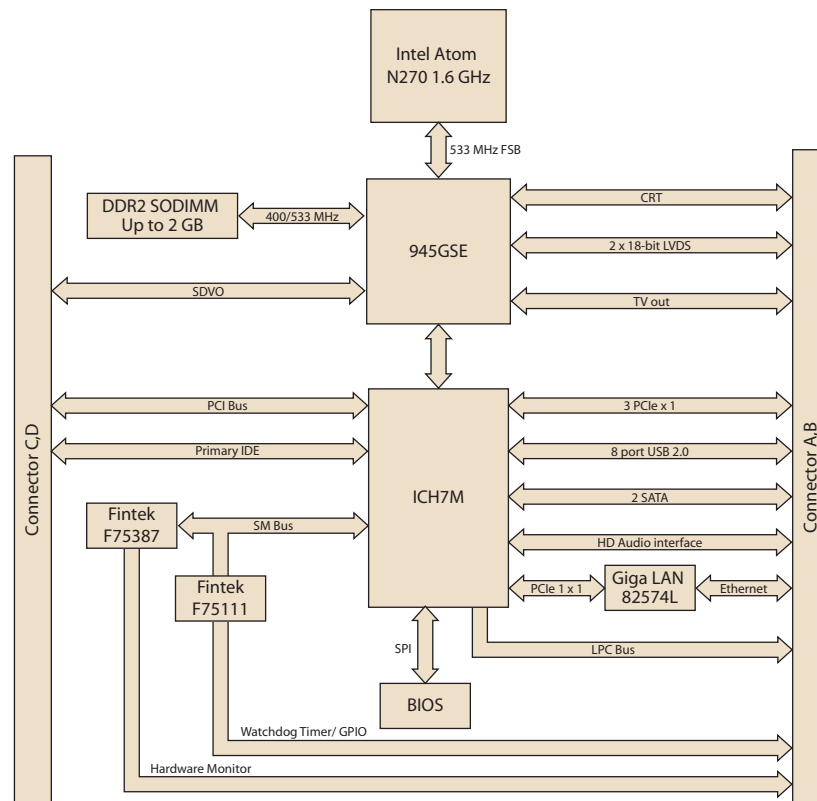 Intel Atom
N270 1.6 GHz
533 MHz FSB
DDR2 SODIMM
Up to 2 GB
400/533 MHz
945GSE
CRT
2 x 18-bit LVDS
TV out
SDVO
Connector C,D
Connector A,B
PCI Bus
Primary IDE
ICH7M
3 PCIe x 1
8 port USB 2.0
2 SATA
HD Audio interface
Fintek
F75387
SM Bus
Fintek
F75111
PCIe 1 x 1
Giga LAN
82574L
Ethernet
SPI
LPC Bus
BIOS
Watchdog Timer/ GPIO
Hardware Monitor